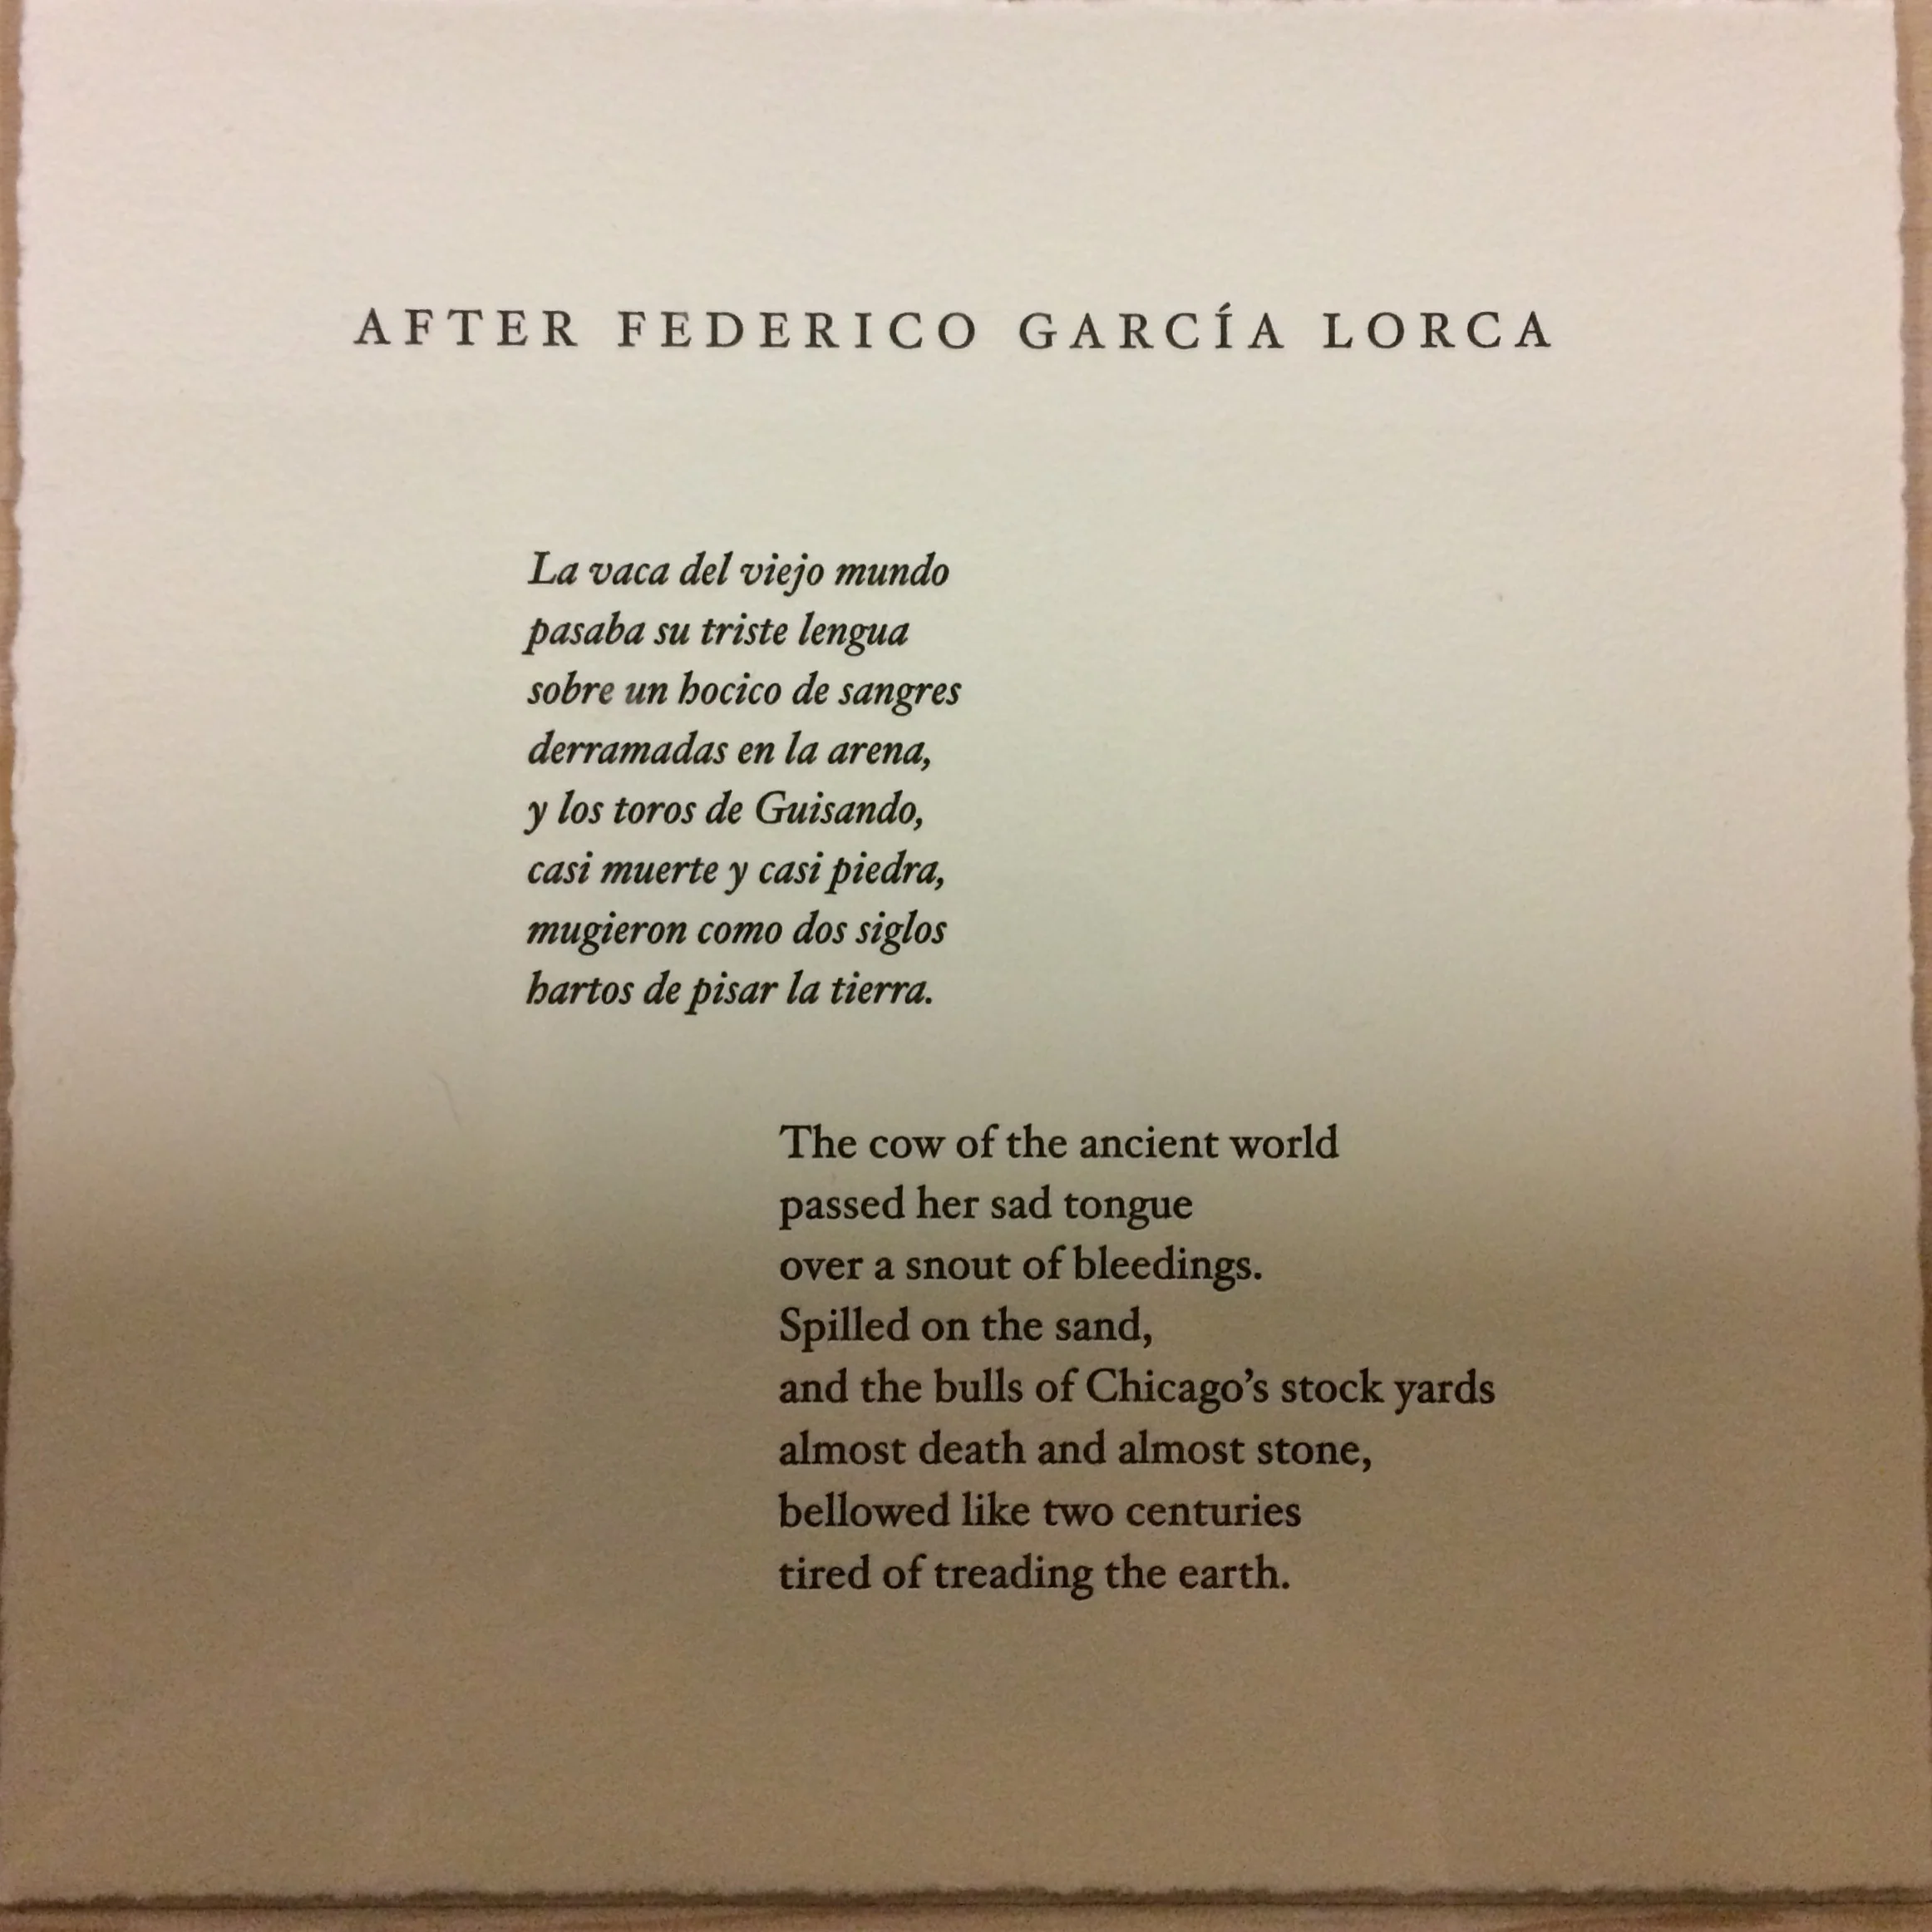 AFTER FEDERICO GARCÍA LORCA
La vaca del viejo mundo
pasaba su triste lengua
sobre un hocico de sangres
derramadas en la arena,
y los toros de Guisando,
casi muerte y casi piedra,
mugieron como dos siglos
hartos de pisar la tierra.
The cow of the ancient world
passed her sad tongue
over a snout of bleedings.
Spilled on the sand,
and the bulls of Chicago’s stock yards
almost death and almost stone,
bellowed like two centuries
tired of treading the earth.